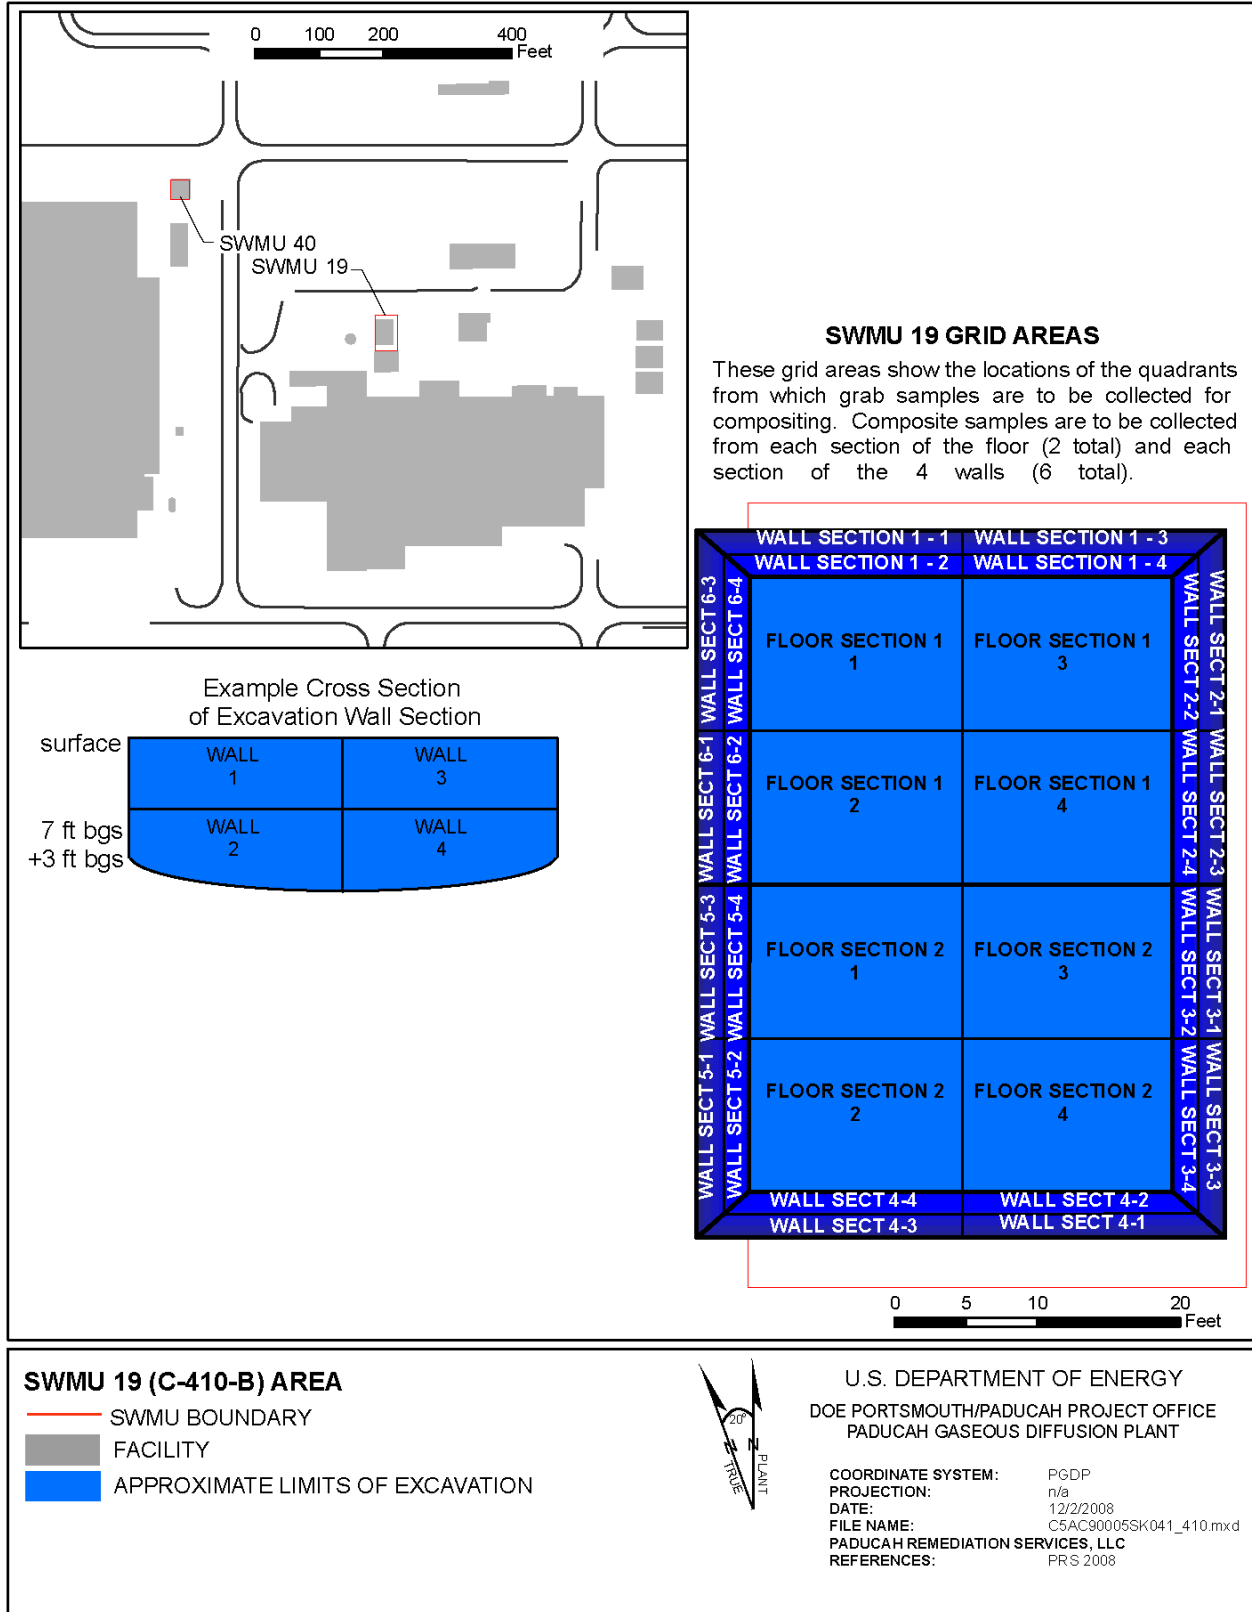 0 100 200 400
Feet
SWMU 40
SWMU 19
SWMU 19 GRID AREAS
These grid areas show the locations of the quadrants
from which grab samples are to be collected for
compositing. Composite samples are to be collected
from each section of the floor (2 total) and each
section of the 4 walls (6 total).
Example Cross Section
of Excavation Wall Section
surface
7 ft bgs
+3 ft bgs
WALL
1
WALL
3
WALL
2
WALL
4
WALL SECTION 1 - 1
WALL SECTION 1 - 3
WALL SECTION 1 - 2
WALL SECTION 1 - 4
WALL SECT 6-3
WALL SECT 6-4
WALL SECT 2-2
WALL SECT 2-1
FLOOR SECTION 1
1
FLOOR SECTION 1
3
WALL SECT 6-1
WALL SECT 6-2
WALL SECT 2-4
WALL SECT 2-3
FLOOR SECTION 1
2
FLOOR SECTION 1
4
WALL SECT 5-3
WALL SECT 5-4
WALL SECT 3-2
WALL SECT 3-1
FLOOR SECTION 2
1
FLOOR SECTION 2
3
WALL SECT 5-1
WALL SECT 5-2
WALL SECT 3-4
WALL SECT 3-3
FLOOR SECTION 2
2
FLOOR SECTION 2
4
WALL SECT 4-4
WALL SECT 4-2
WALL SECT 4-3
WALL SECT 4-1
0 5 10 20
Feet
SWMU 19 (C-410-B) AREA
SWMU BOUNDARY
FACILITY
APPROXIMATE LIMITS OF EXCAVATION
20°
N
N
TRUE
PLANT
U.S. DEPARTMENT OF ENERGY
DOE PORTSMOUTH/PADUCAH PROJECT OFFICE
PADUCAH GASEOUS DIFFUSION PLANT
COORDINATE SYSTEM: PGDP
PROJECTION: n/a
DATE: 12/2/2008
FILE NAME: C5AC90005SK041_410.mxd
PADUCAH REMEDIATION SERVICES, LLC
REFERENCES: PRS 2008